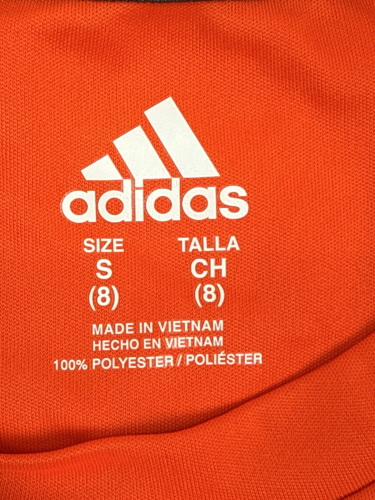 adidas
SIZE TALLA
S CH
(8) (8)
MADE IN VIETNAM
HECHO EN VIETNAM
100% POLYESTER / POLIÉSTER